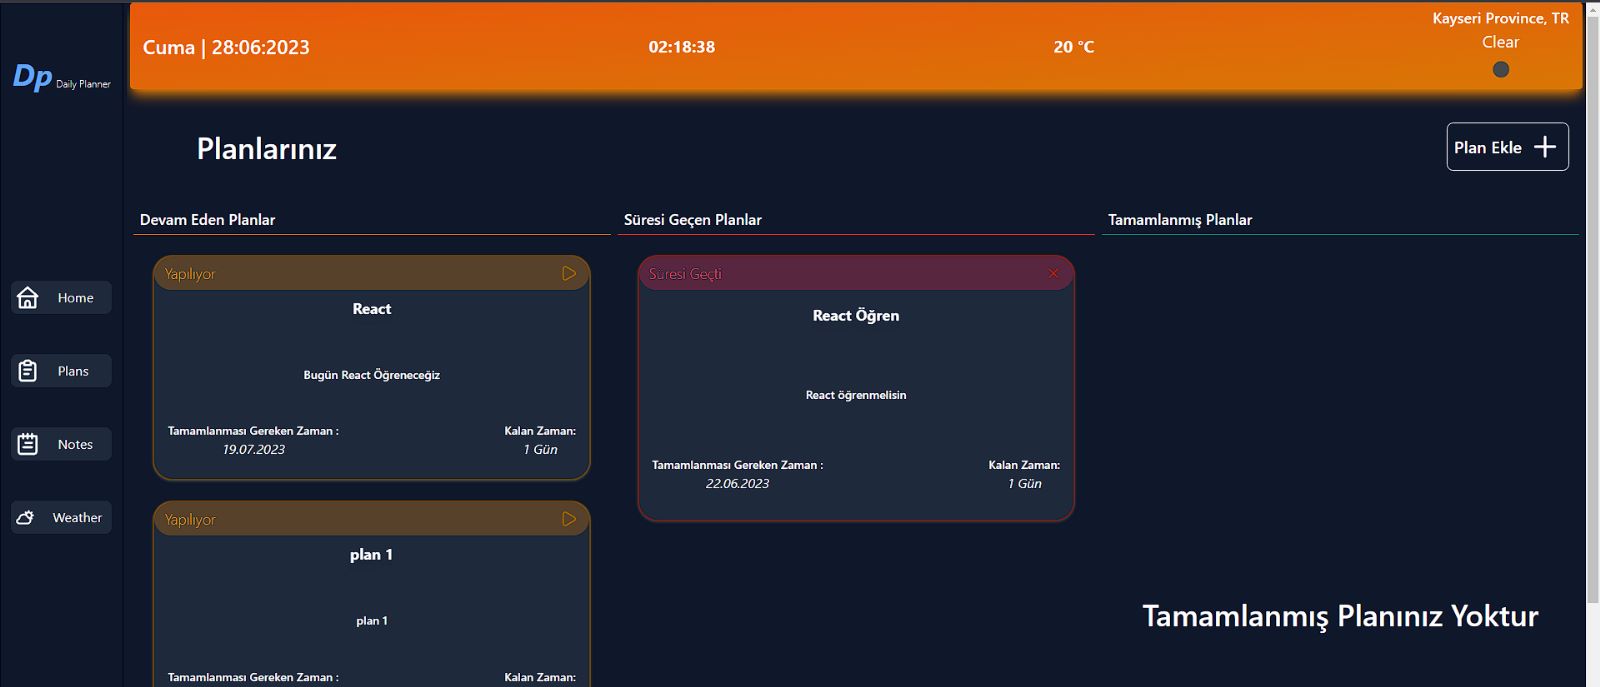 Dp Daily Planner
Home
Plans
Notes
Weather
Cuma | 28:06:2023
02:18:38
20 °C
Kayseri Province, TR
Clear
Planlarınız
Plan Ekle
Devam Eden Planlar
Yapılıyor
React
Bugün React Öğreneceğiz
Tamamlanması Gereken Zaman :
19.07.2023
Kalan Zaman:
1 Gün
Yapılıyor
plan 1
plan 1
Tamamlanması Gereken Zaman :
Kalan Zaman:
Süresi Geçen Planlar
Süresi Geçti
React Öğren
React öğrenmelisin
Tamamlanması Gereken Zaman :
22.06.2023
Kalan Zaman:
1 Gün
Tamamlanmış Planlar
Tamamlanmış Planınız Yoktur